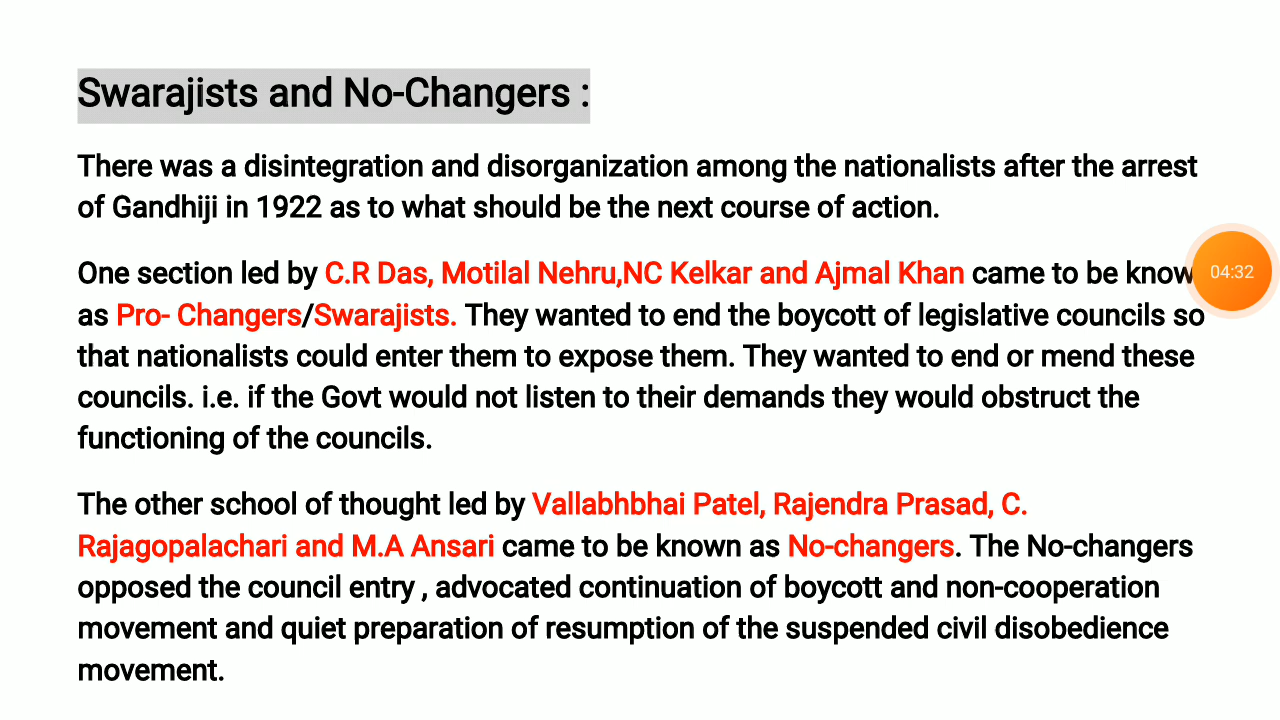 Swarajists and No-Changers :
There was a disintegration and disorganization among the nationalists after the arrest
of Gandhiji in 1922 as to what should be the next course of action.
One section led by C.R Das, Motilal Nehru,NC Kelkar and Ajmal Khan came to be know
as Pro- Changers/Swarajists. They wanted to end the boycott of legislative councils so
that nationalists could enter them to expose them. They wanted to end or mend these
councils. i.e. if the Govt would not listen to their demands they would obstruct the
functioning of the councils.
The other school of thought led by Vallabhbhai Patel, Rajendra Prasad, C.
Rajagopalachari and M.A Ansari came to be known as No-changers. The No-changers
opposed the council entry , advocated continuation of boycott and non-cooperation
movement and quiet preparation of resumption of the suspended civil disobedience
movement.
04:32